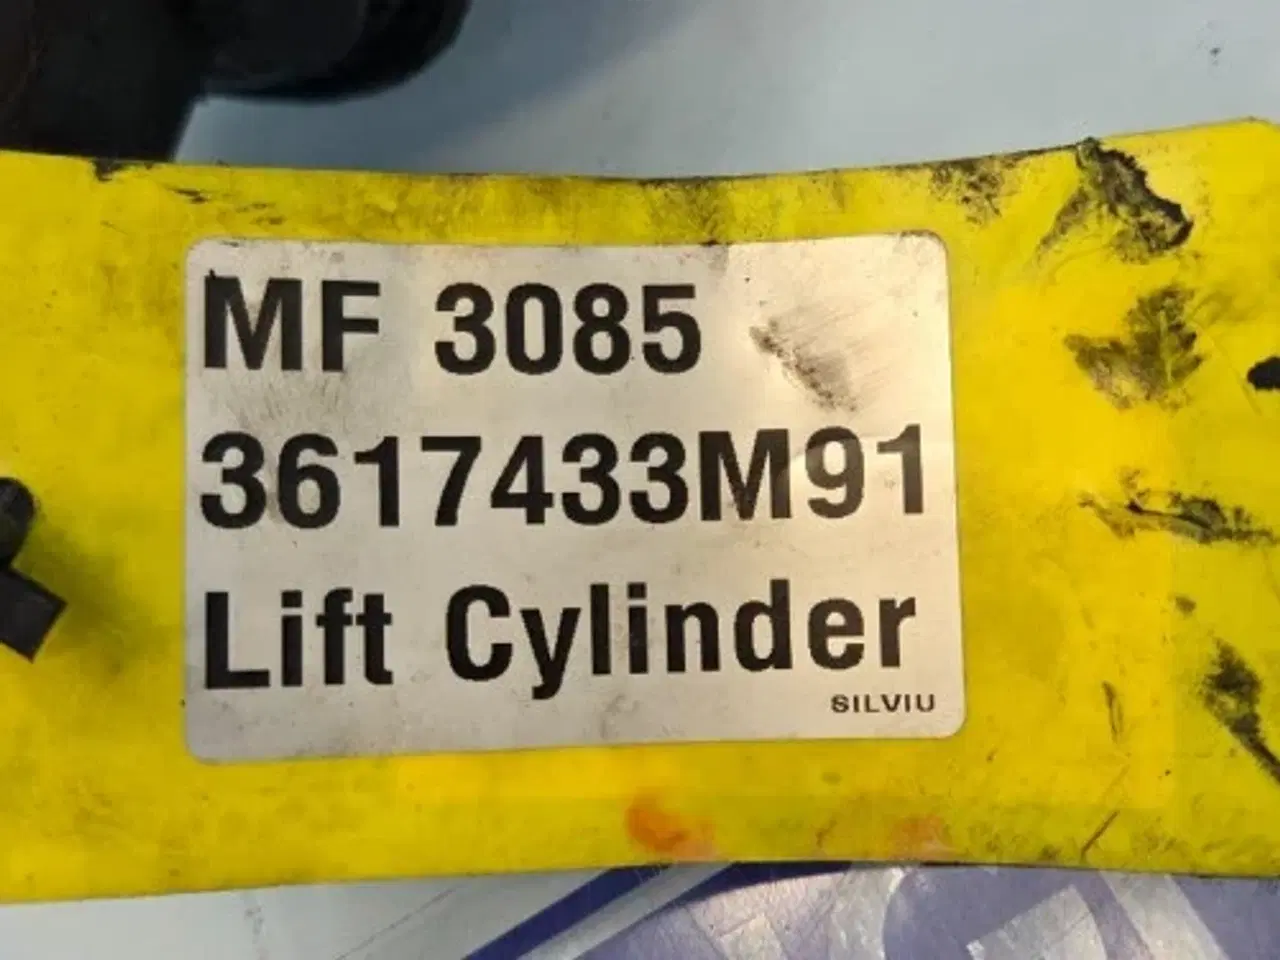 MF 3085
3617433M91
Lift Cylinder
SILVIU